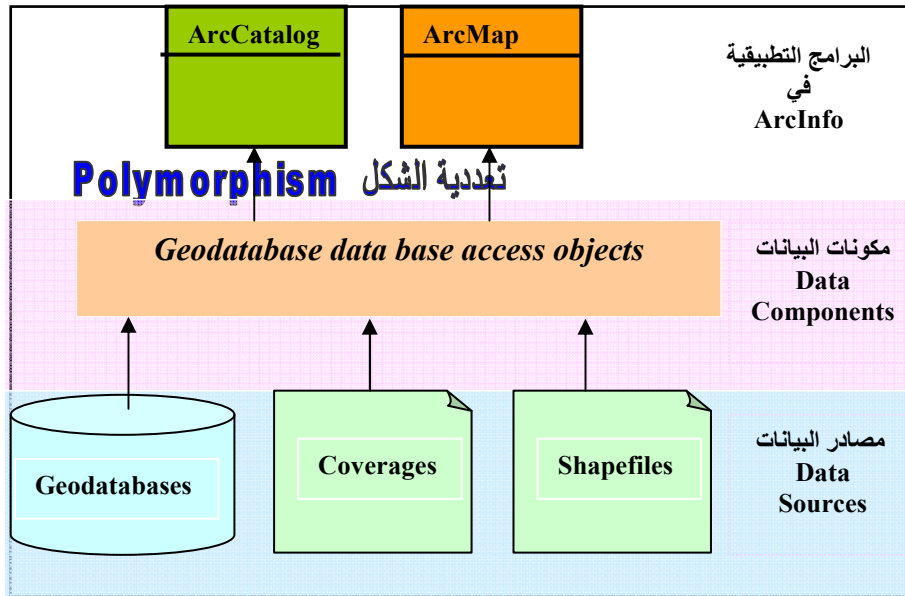 ArcCatalog
ArcMap
البرامج التطبيقية
في
ArcInfo
Polymorphism تعددية الشكل
Geodatabase data base access objects
مكونات البيانات
Data
Components
Geodatabases
Coverages
Shapefiles
مصادر البيانات
Data
Sources